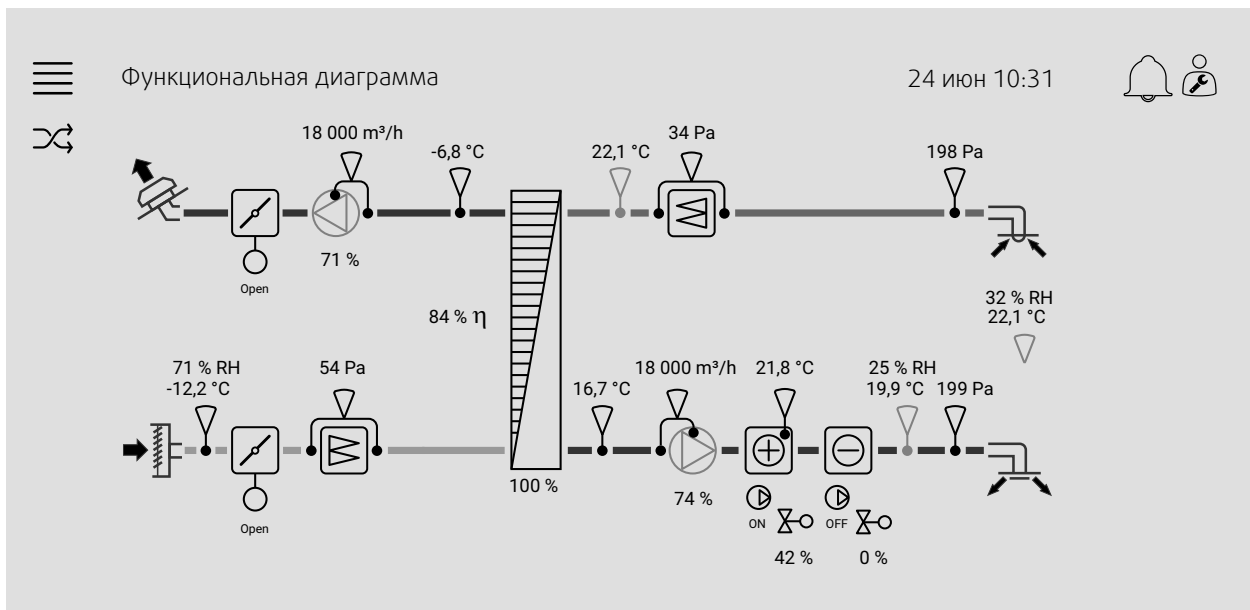 Функциональная диаграмма
24 июн 10:31
18 000 m³/h
-6,8 °C
22,1 °C
34 Pa
198 Pa
71 %
Open
32 % RH
22,1 °C
84 % η
71 % RH
-12,2 °C
54 Pa
16,7 °C
18 000 m³/h
21,8 °C
25 % RH
19,9 °C
199 Pa
Open
100 %
74 %
ON
OFF
42 %
0 %